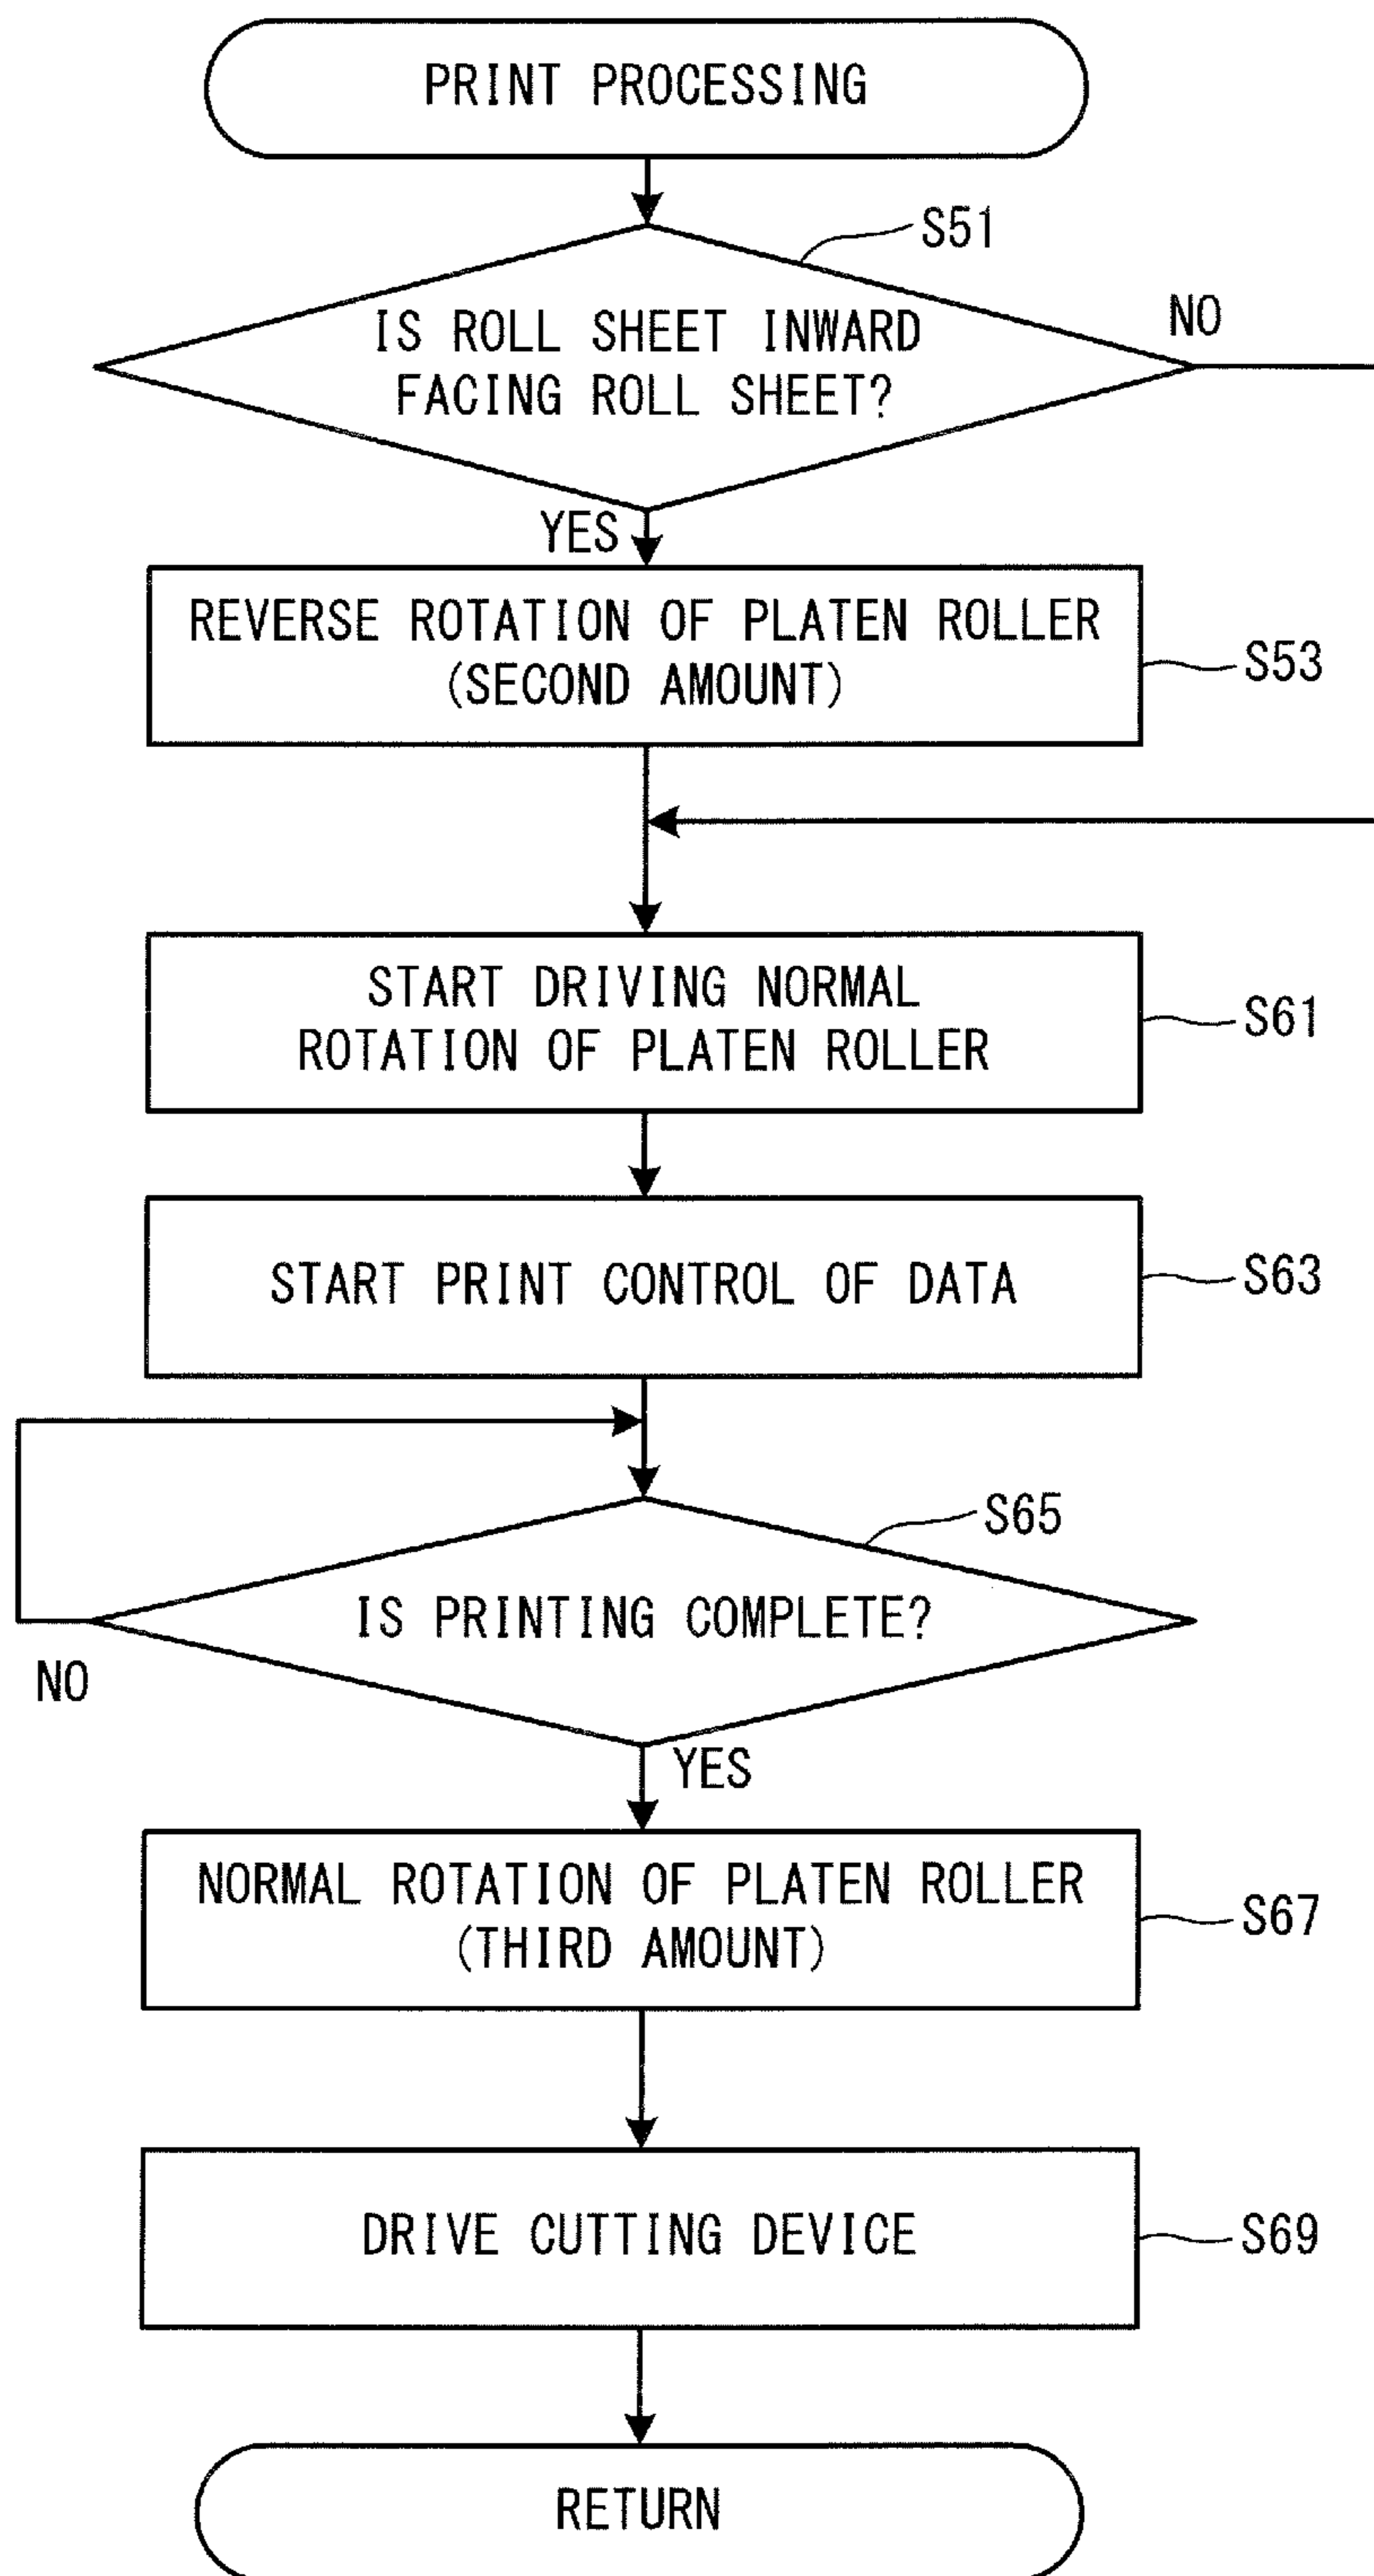 PRINT PROCESSING
S51
IS ROLL SHEET INWARD
FACING ROLL SHEET?
NO
YES
REVERSE ROTATION OF PLATEN ROLLER
(SECOND AMOUNT)
S53
START DRIVING NORMAL
ROTATION OF PLATEN ROLLER
S61
START PRINT CONTROL OF DATA
S63
S65
IS PRINTING COMPLETE?
NO
YES
NORMAL ROTATION OF PLATEN ROLLER
(THIRD AMOUNT)
S67
DRIVE CUTTING DEVICE
S69
RETURN